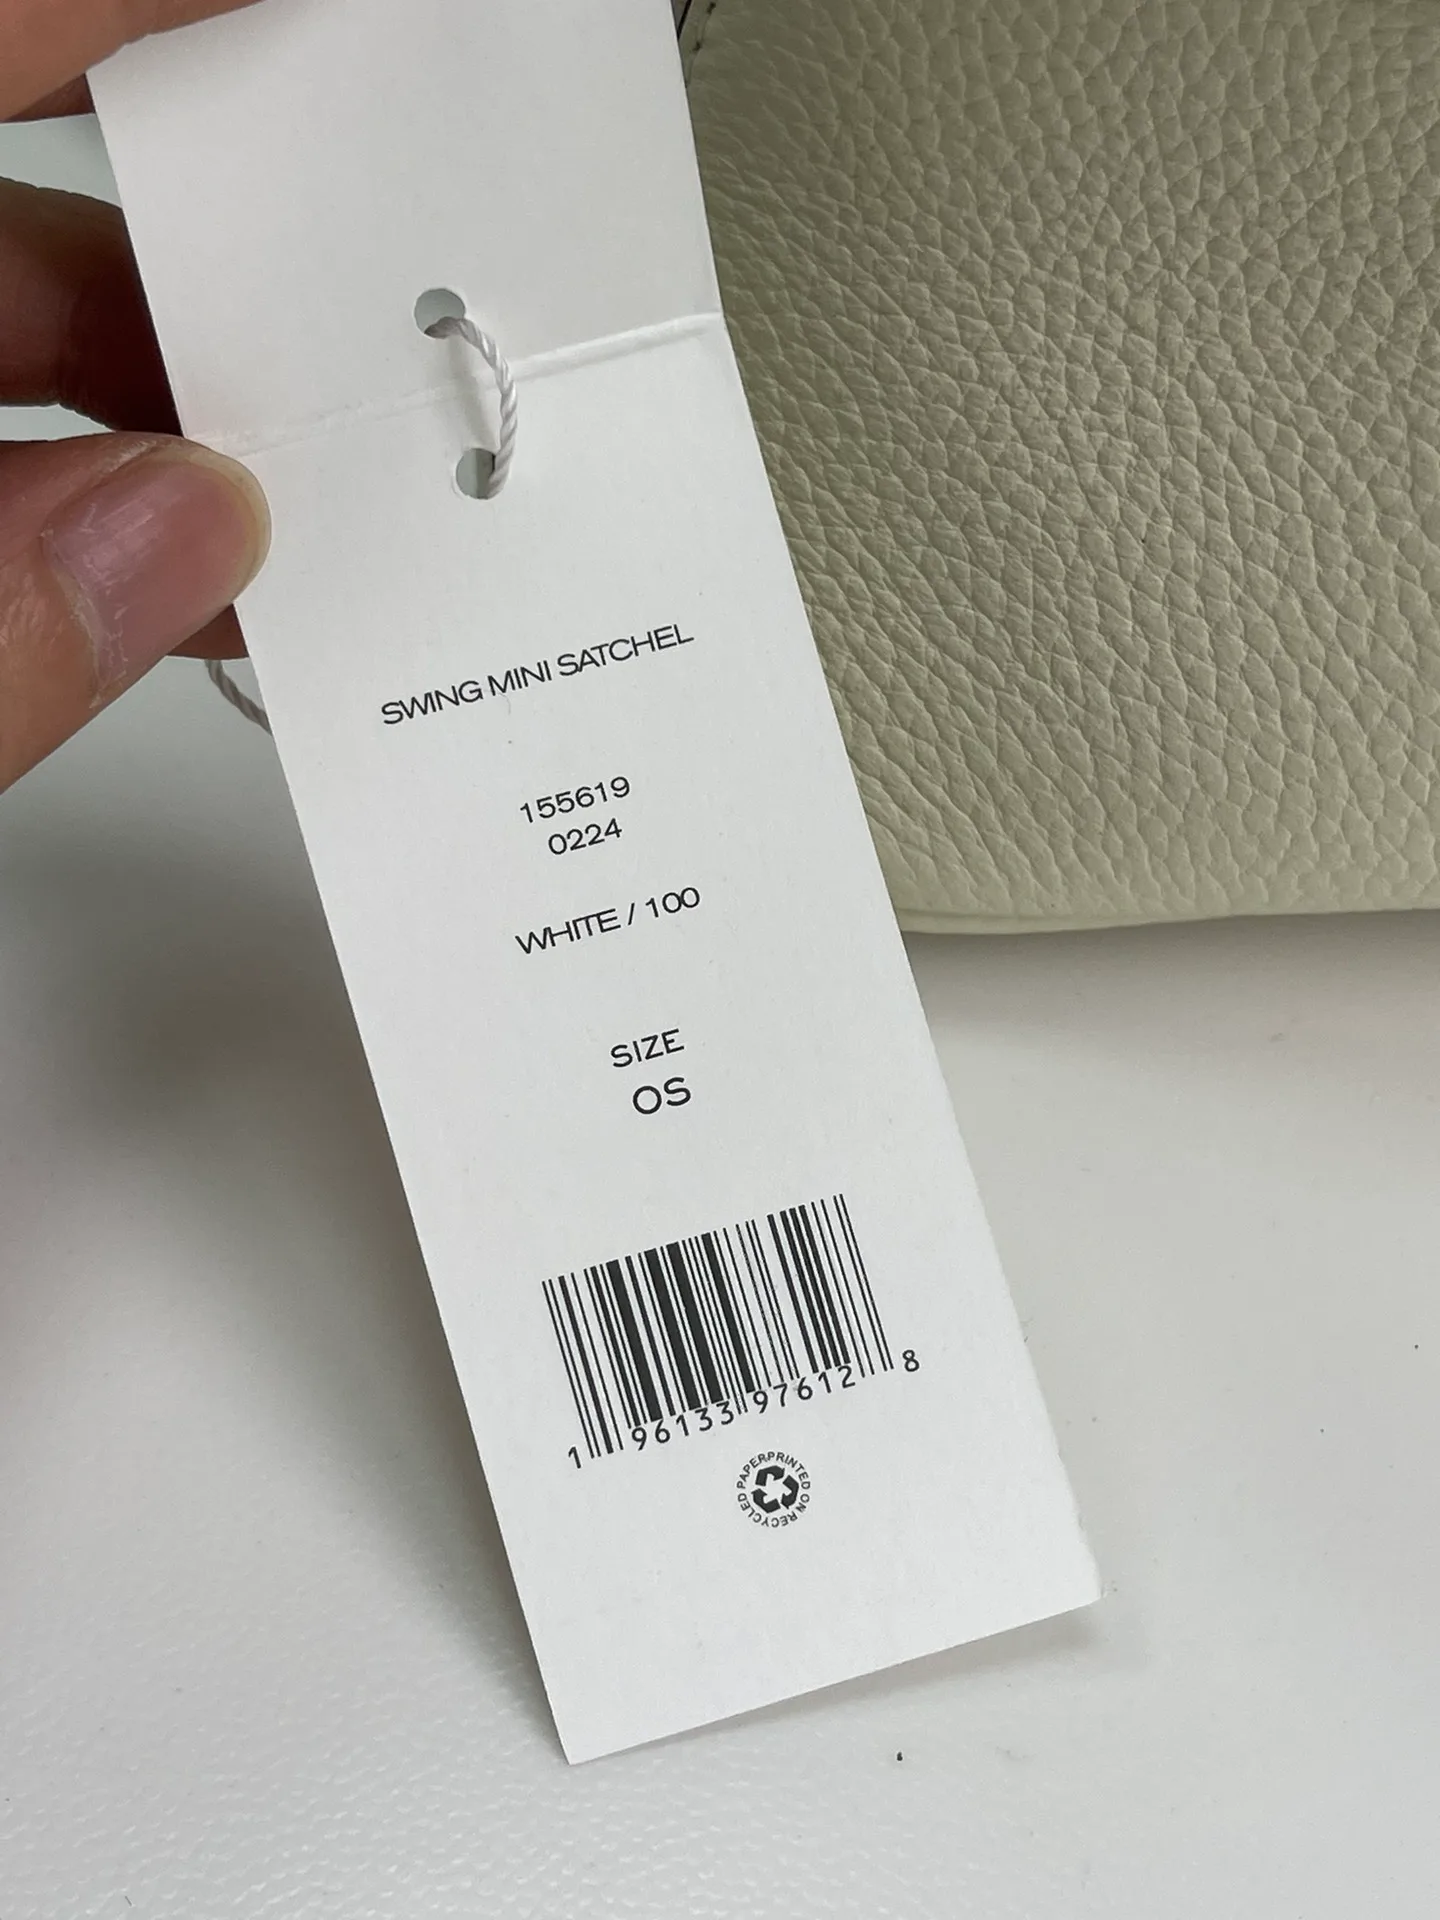 SWING MINI SATCHEL
155619
0224
WHITE / 100
SIZE
OS
1 96133 97612 8
PRINTED ON RECYCLED PAPER